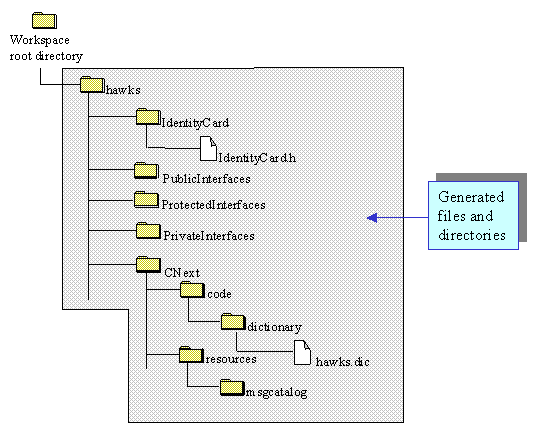 Workspace
root directory
hawks
IdentityCard
IdentityCard.h
PublicInterfaces
ProtectedInterfaces
PrivateInterfaces
CNext
code
dictionary
hawks.dic
resources
msgcatalog
Generated
files and
directories